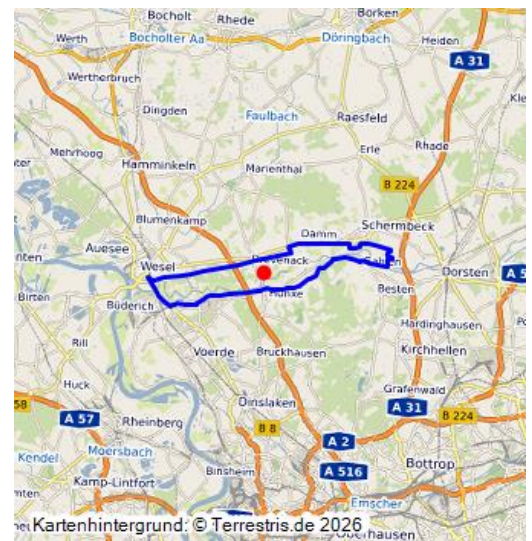 Bocholt
Rhede
Borken
Werth
Bocholter Aa
Döringbach
Heiden
A 31
Wertherbruch
Dingden
Faulbach
Raesfeld
Mehrhoog
Erle
Rhade
Hamminkeln
Marienthal
B 224
Blumenkamp
Schermbeck
Damm
Auesee
Wesel
Birten
Büderich
Dorsten
Besten
Hünxe
Hardinghausen
Rill
Voerde
Bruckhausen
Kirchhellen
Huck
Grafenwald
Dinslaken
A 31
58
A 57
Rheinberg
B 8
B 224
A 2
Kendel
Moersbach
Binsheim
A 516
Bottrop
Kamp-Lintfort
Emscher
Kartenhintergrund: © Terrestris.de 2026